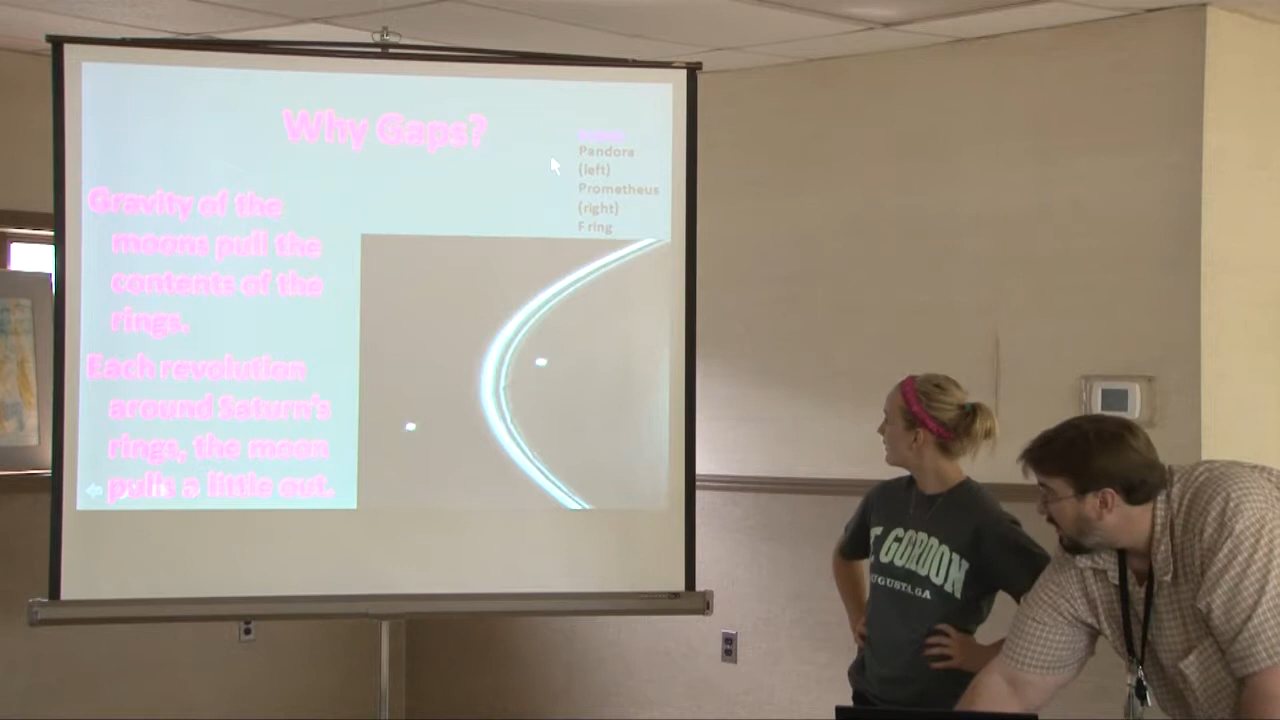 Why Gaps?
Pandora
(left)
Prometheus
(right)
F ring
Gravity of the
moons pull the
contents of the
rings.
Each revolution
around Saturn's
rings, the moon
pulls a little out.
GORDON
AUGUSTA, GA